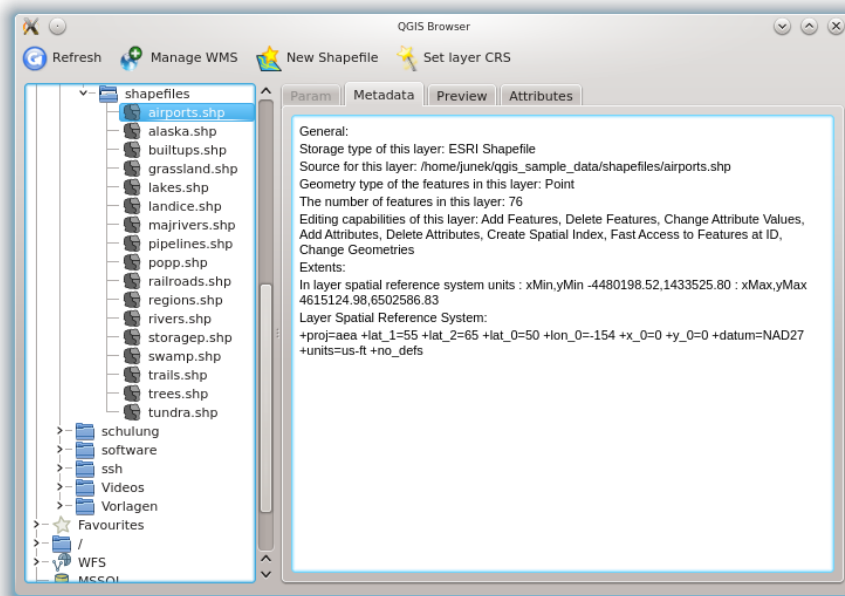 QGIS Browser
Refresh Manage WMS New Shapefile Set layer CRS
shapefiles
airports.shp
alaska.shp
builtups.shp
grassland.shp
lakes.shp
landice.shp
majrivers.shp
pipelines.shp
popp.shp
railroads.shp
regions.shp
rivers.shp
storagep.shp
swamp.shp
trails.shp
trees.shp
tundra.shp
schulung
software
ssh
Videos
Vorlagen
Favourites
/
WFS
MSSQL
Param Metadata Preview Attributes
General:
Storage type of this layer: ESRI Shapefile
Source for this layer: /home/junek/qgis_sample_data/shapefiles/airports.shp
Geometry type of the features in this layer: Point
The number of features in this layer: 76
Editing capabilities of this layer: Add Features, Delete Features, Change Attribute Values,
Add Attributes, Delete Attributes, Create Spatial Index, Fast Access to Features at ID,
Change Geometries
Extents:
In layer spatial reference system units : xMin,yMin -4480198.52,1433525.80 : xMax,yMax
4615124.98,6502586.83
Layer Spatial Reference System:
+proj=aea +lat_1=55 +lat_2=65 +lat_0=50 +lon_0=-154 +x_0=0 +y_0=0 +datum=NAD27
+units=us-ft +no_defs